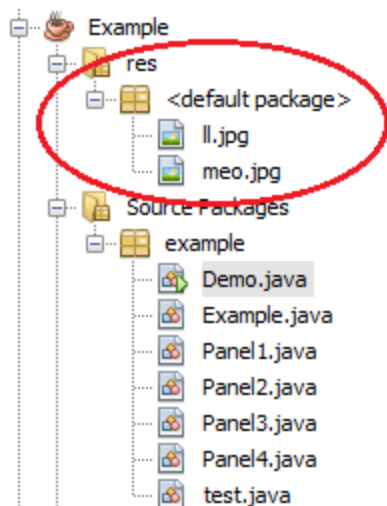 Example
res
<default package>
ll.jpg
meo.jpg
Source Packages
example
Demo.java
Example.java
Panel1.java
Panel2.java
Panel3.java
Panel4.java
test.java